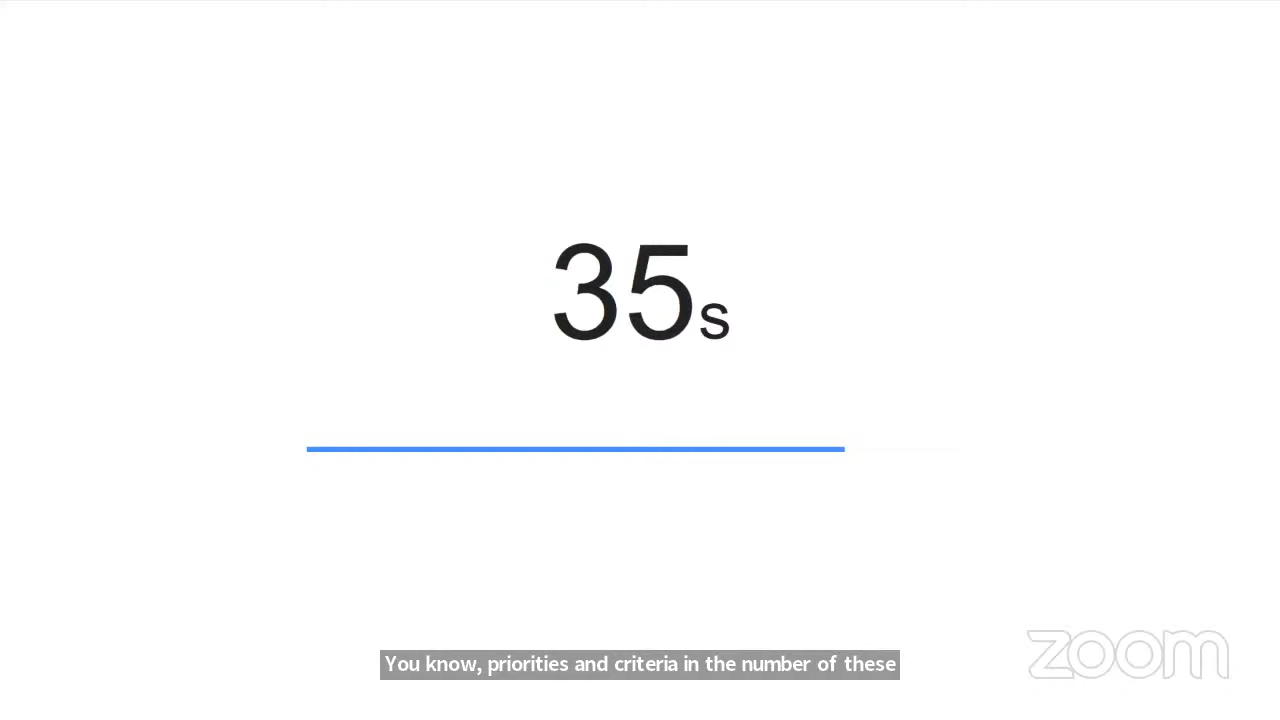 35s
You know, priorities and criteria in the number of these
zoom